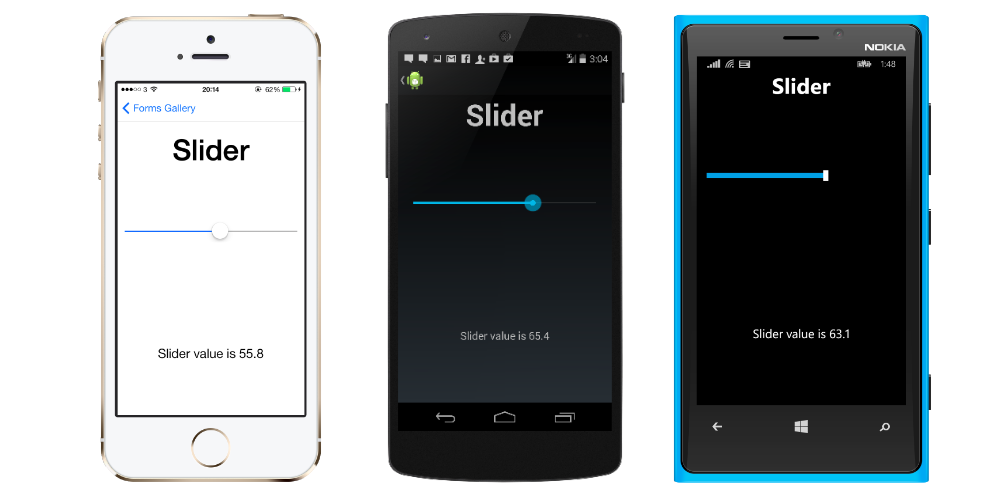 3 20:14 62%
Forms Gallery
Slider
Slider value is 55.8
3:04
Slider
Slider value is 65.4
NOKIA
1:48
Slider
Slider value is 63.1